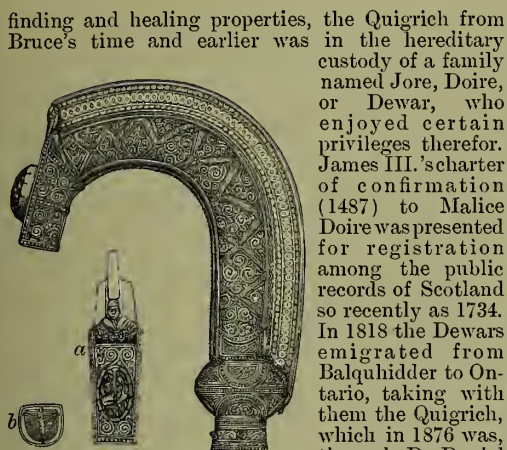 finding and healing properties, the Quigrich from
Bruce's time and earlier was in the hereditary
custody of a family
named Jore, Doire,
or Dewar, who
enjoyed certain
privileges therefor.
James III.'s charter
of confirmation
(1487) to Malice
Doire was presented
for registration
among the public
records of Scotland
so recently as 1734.
In 1818 the Dewars
emigrated from
Balquhidder to On-
tario, taking with
them the Quigrich,
which in 1876 was,
a
b